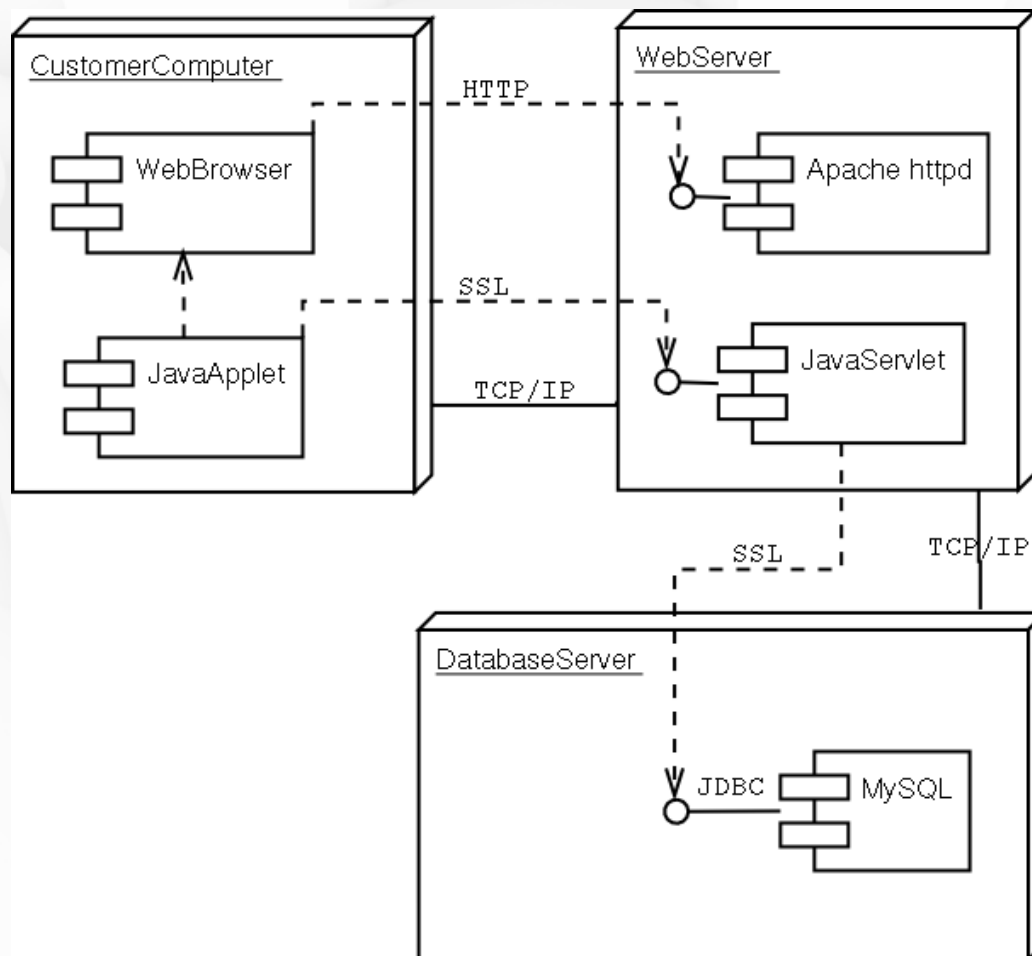 CustomerComputer
WebServer
HTTP
WebBrowser
Apache httpd
SSL
JavaApplet
JavaServlet
TCP/IP
SSL
TCP/IP
DatabaseServer
JDBC
MySQL